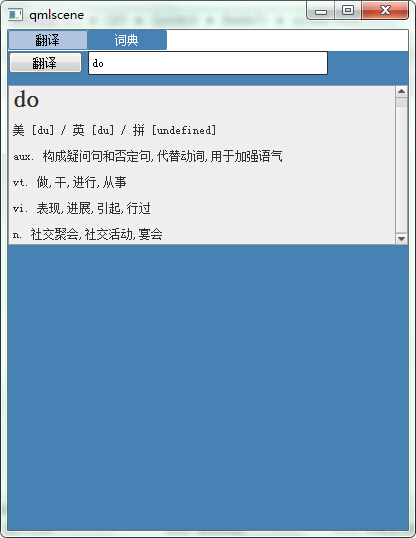 qmlscene
翻译 词典
翻译 do
do
美 [du] / 英 [du] / 拼 [undefined]
aux. 构成疑问句和否定句,代替动词,用于加强语气
vt. 做,干,进行,从事
vi. 表现,进展,引起,行过
n. 社交聚会,社交活动,宴会